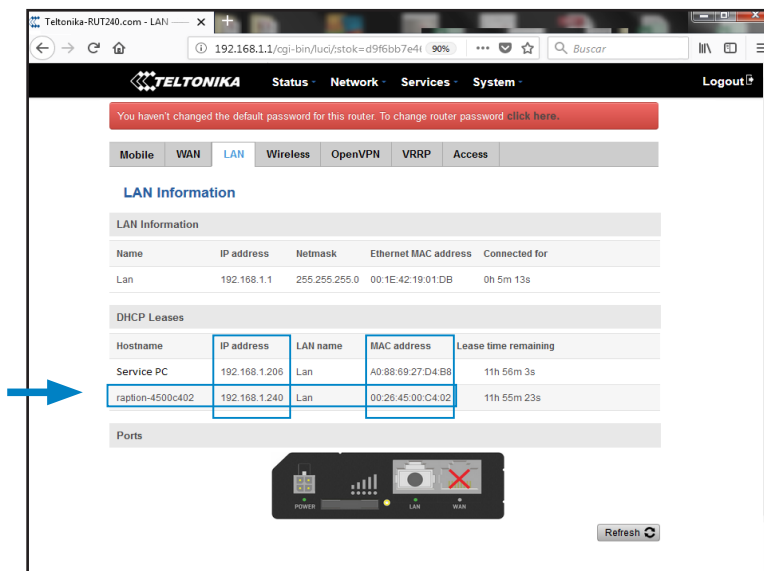 Teltonika-RUT240.com - LAN
192.168.1.1/cgi-bin/luci/;stok=d9f6bb7e4( 90% Buscar
TELTONIKA Status Network Services System Logout
You haven't changed the default password for this router. To change router password click here.
Mobile WAN LAN Wireless OpenVPN VRRP Access
LAN Information
LAN Information
Name IP address Netmask Ethernet MAC address Connected for
Lan 192.168.1.1 255.255.255.0 00:1E:42:19:01:DB 0h 5m 13s
DHCP Leases
Hostname IP address LAN name MAC address Lease time remaining
Service PC 192.168.1.206 Lan A0:88:69:27:D4:B8 11h 56m 3s
raption-4500c402 192.168.1.240 Lan 00:26:45:00:C4:02 11h 55m 23s
Ports
POWER LAN WAN
Refresh